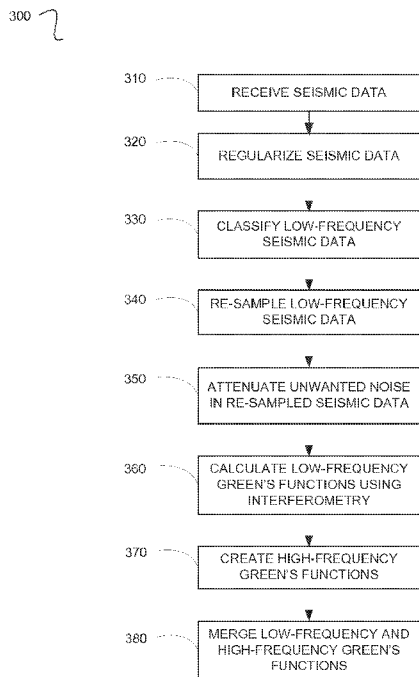 300
310
RECEIVE SEISMIC DATA
320
REGULARIZE SEISMIC DATA
330
CLASSIFY LOW-FREQUENCY
SEISMIC DATA
340
RE-SAMPLE LOW-FREQUENCY
SEISMIC DATA
350
ATTENUATE UNWANTED NOISE
IN RE-SAMPLED SEISMIC DATA
360
CALCULATE LOW-FREQUENCY
GREEN'S FUNCTIONS USING
INTERFEROMETRY
370
CREATE HIGH-FREQUENCY
GREEN'S FUNCTIONS
380
MERGE LOW-FREQUENCY AND
HIGH-FREQUENCY GREEN'S
FUNCTIONS